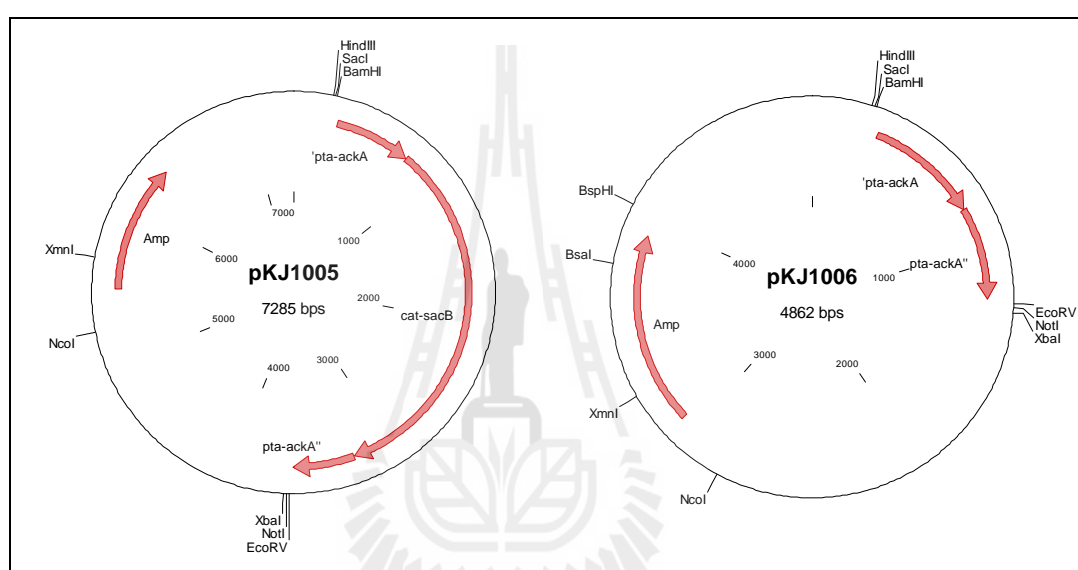 HindIII
SacI
BamHI
'pta-ackA
7000
1000
Amp
6000
XmnI
pKJ1005
7285 bps
2000
cat-sacB
5000
NcoI
4000
3000
pta-ackA"
XbaI
NotI
EcoRV
HindIII
SacI
BamHI
'pta-ackA
BspHI
BsaI
4000
pKJ1006
4862 bps
1000
pta-ackA"
EcoRV
NotI
XbaI
Amp
3000
2000
XmnI
NcoI